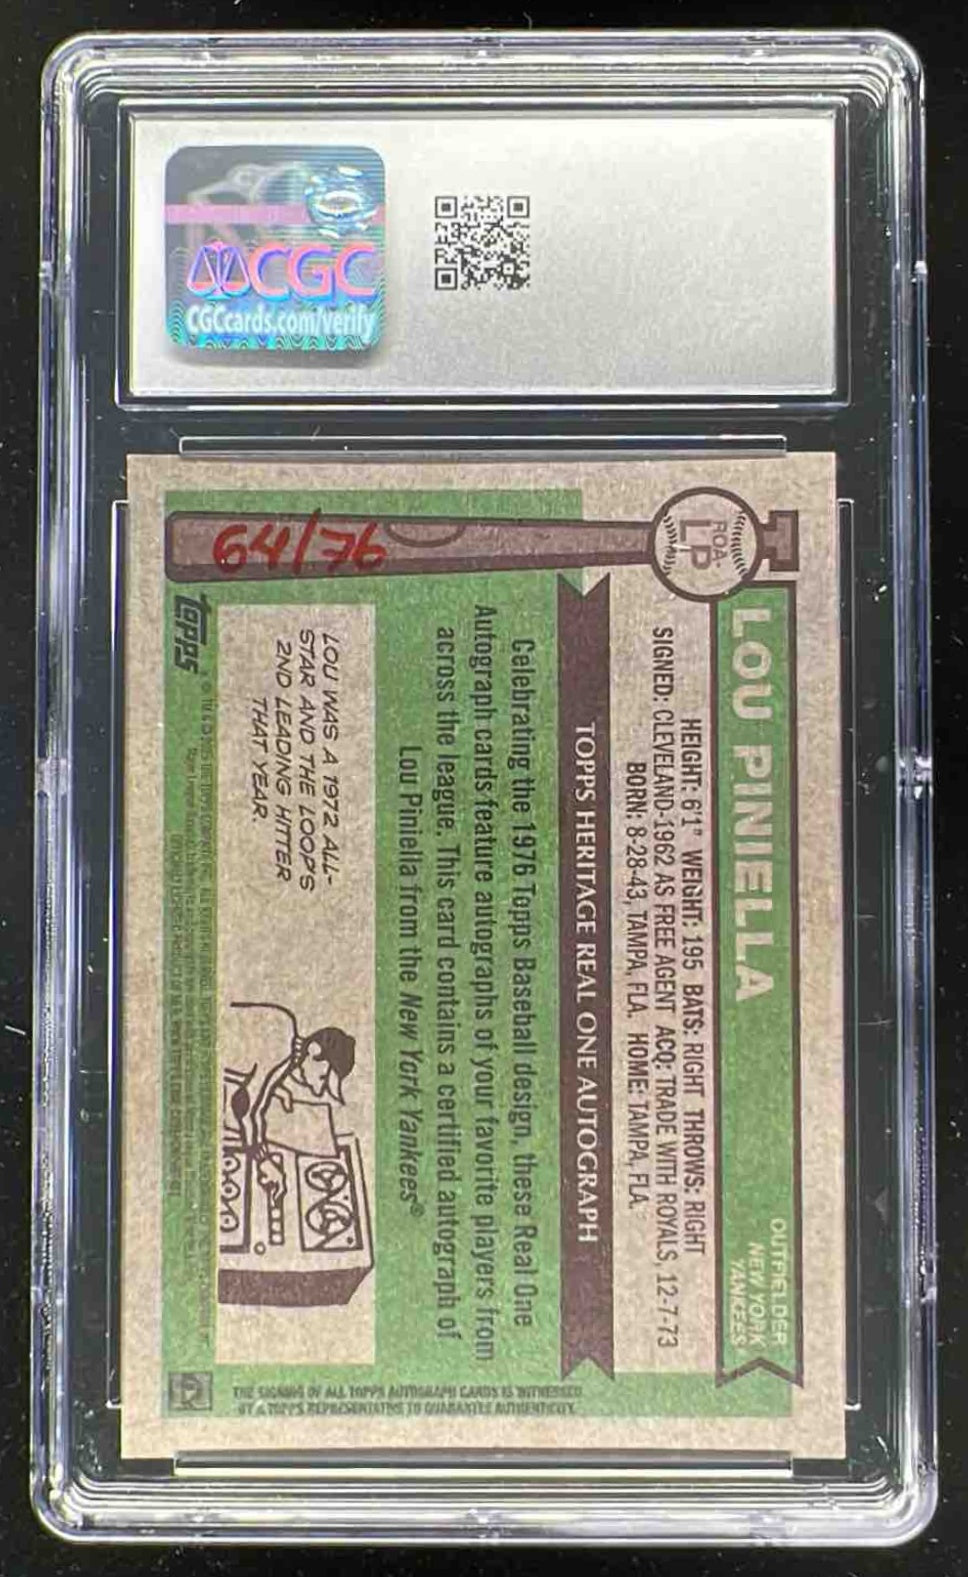 CGC
CGCcards.com/verify
64/76
ROA-
LP
LOU PINIELLA
OUTFIELDER
NEW YORK
YANKEES
HEIGHT: 6'1" WEIGHT: 195 BATS: RIGHT THROWS: RIGHT
SIGNED: CLEVELAND-1962 AS FREE AGENT ACQ: TRADE WITH ROYALS, 12-7-73
BORN: 8-28-43, TAMPA, FLA. HOME: TAMPA, FLA.
TOPPS HERITAGE REAL ONE AUTOGRAPH
Celebrating the 1976 Topps Baseball design, these Real One
Autograph cards feature autographs of your favorite players from
across the league. This card contains a certified autograph of
Lou Piniella from the New York Yankees®
LOU WAS A 1972 ALL-
STAR AND THE LOOP'S
2ND LEADING HITTER
THAT YEAR.
topps
THE SIGNING OF ALL TOPPS AUTOGRAPH CARDS IS WITNESSED
BY A TOPPS REPRESENTATIVE TO GUARANTEE AUTHENTICITY.